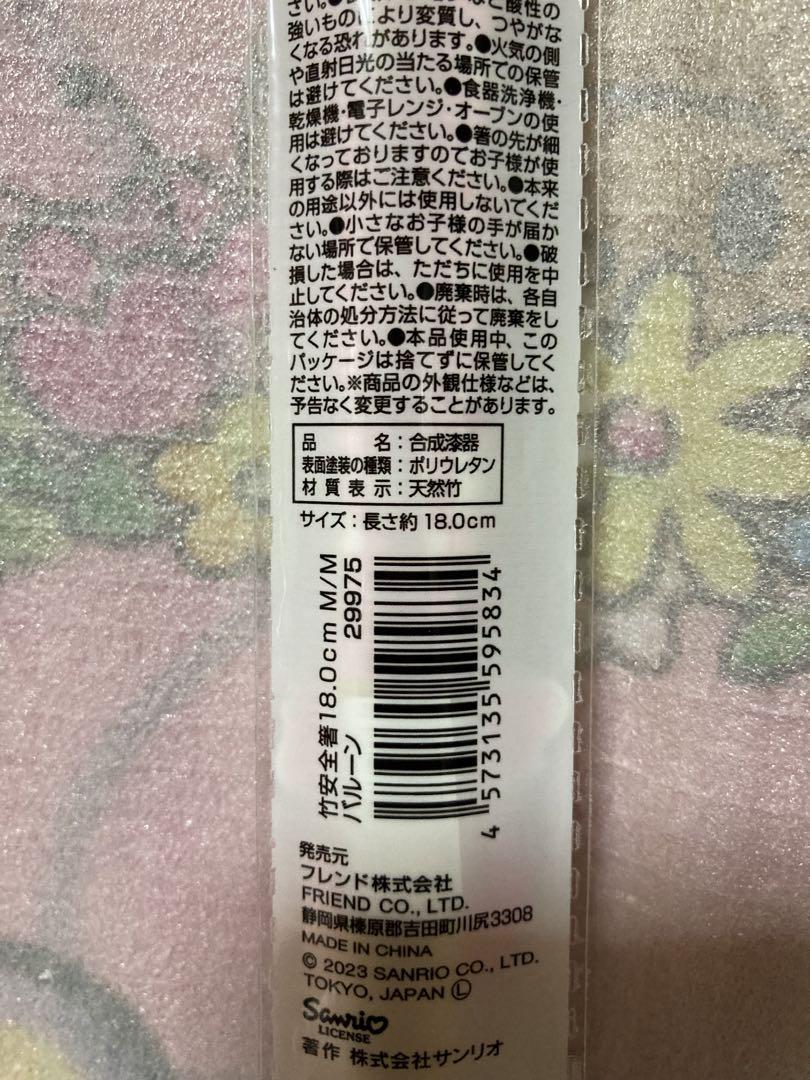 酸性の
強いものにより変質し、つやがな
くなる恐れがあります。●火気の側
や直射日光の当たる場所での保管
は避けてください。●食器洗浄機・
乾燥機・電子レンジ・オーブンの使
用は避けてください。●箸の先が細
くなっておりますのでお子様が使
用する際はご注意ください。●本来
の用途以外には使用しないでくだ
さい。●小さなお子様の手が届か
ない場所で保管してください。●破
損した場合は、ただちに使用を中
止してください。●廃棄時は、各自
治体の処分方法に従って廃棄をし
てください。●本品使用中、この
パッケージは捨てずに保管してく
ださい。※商品の外観仕様などは、
予告なく変更することがあります。
品名：合成漆器
表面塗装の種類：ポリウレタン
材質表示：天然竹
サイズ：長さ約18.0cm
竹安全箸18.0cm M/M
バルーン 29975
4 573135 595834
発売元
フレンド株式会社
FRIEND CO., LTD.
静岡県榛原郡吉田町川尻3308
MADE IN CHINA
© 2023 SANRIO CO., LTD.
TOKYO, JAPAN Ⓛ
Sanrio
LICENSE
著作 株式会社サンリオ